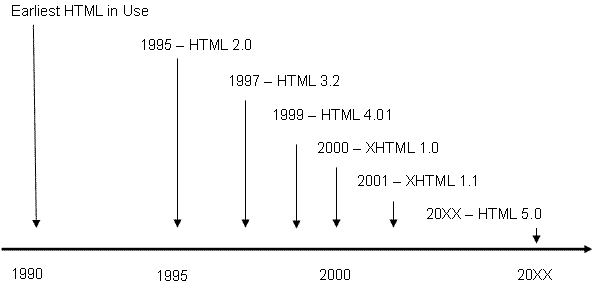 Earliest HTML in Use
1995 – HTML 2.0
1997 – HTML 3.2
1999 – HTML 4.01
2000 – XHTML 1.0
2001 – XHTML 1.1
20XX – HTML 5.0
1990 1995 2000 20XX